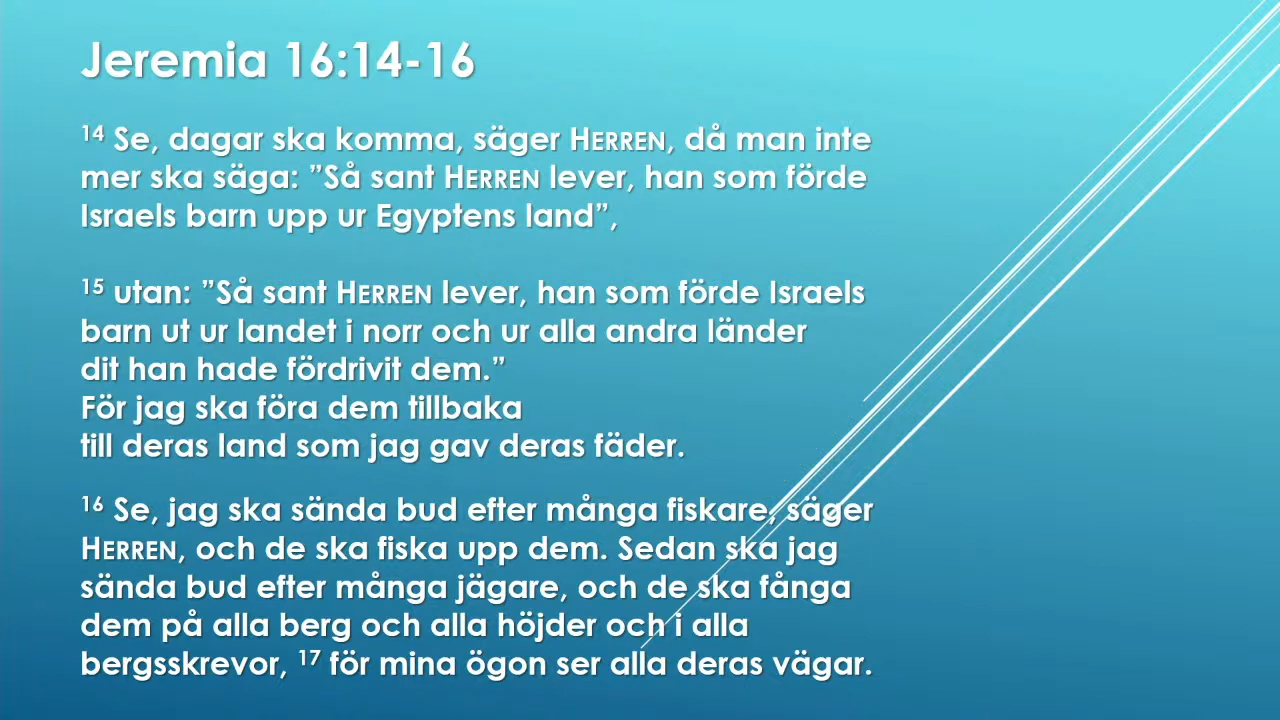 Jeremia 16:14-16
14 Se, dagar ska komma, säger HERREN, då man inte
mer ska säga: ”Så sant HERREN lever, han som förde
Israels barn upp ur Egyptens land”,
15 utan: ”Så sant HERREN lever, han som förde Israels
barn ut ur landet i norr och ur alla andra länder
dit han hade fördrivit dem.”
För jag ska föra dem tillbaka
till deras land som jag gav deras fäder.
16 Se, jag ska sända bud efter många fiskare, säger
HERREN, och de ska fiska upp dem. Sedan ska jag
sända bud efter många jägare, och de ska fånga
dem på alla berg och alla höjder och i alla
bergsskrevor, 17 för mina ögon ser alla deras vägar.